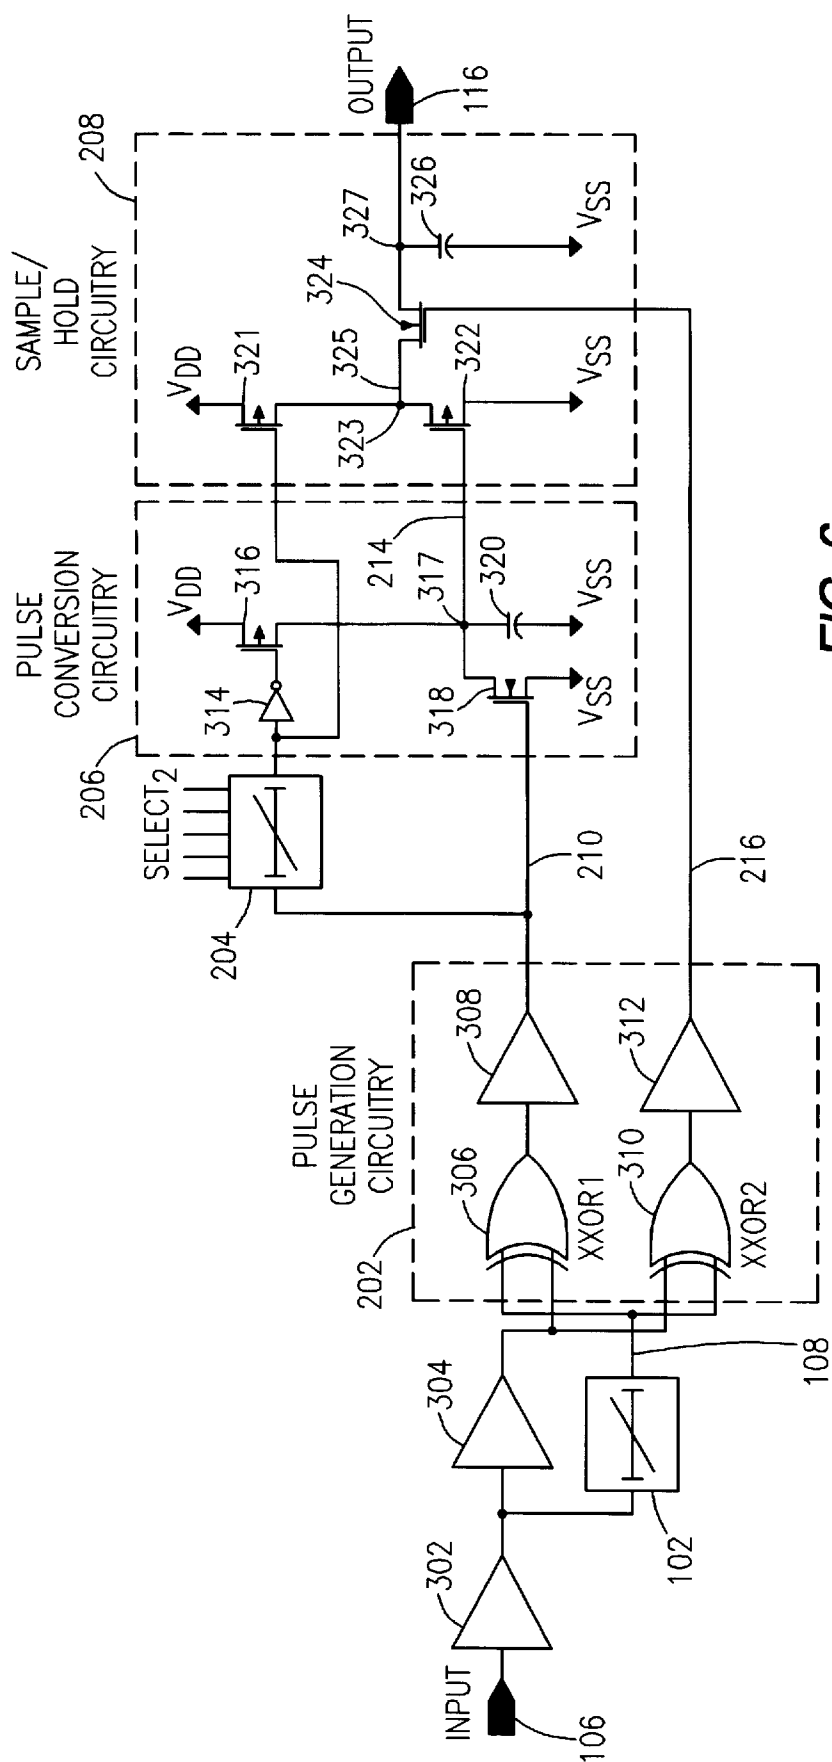 SAMPLE/
HOLD
CIRCUITRY
208
PULSE
CONVERSION
CIRCUITRY
206
SELECT2
204
VDD
316
314
VDD
321
OUTPUT
116
325
324
327
323
326
322
214
317
320
318
VSS
VSS
VSS
VSS
210
216
PULSE
GENERATION
CIRCUITRY
202
306
308
XXOR1
310
312
XXOR2
INPUT
106
302
304
102
108
FIG.